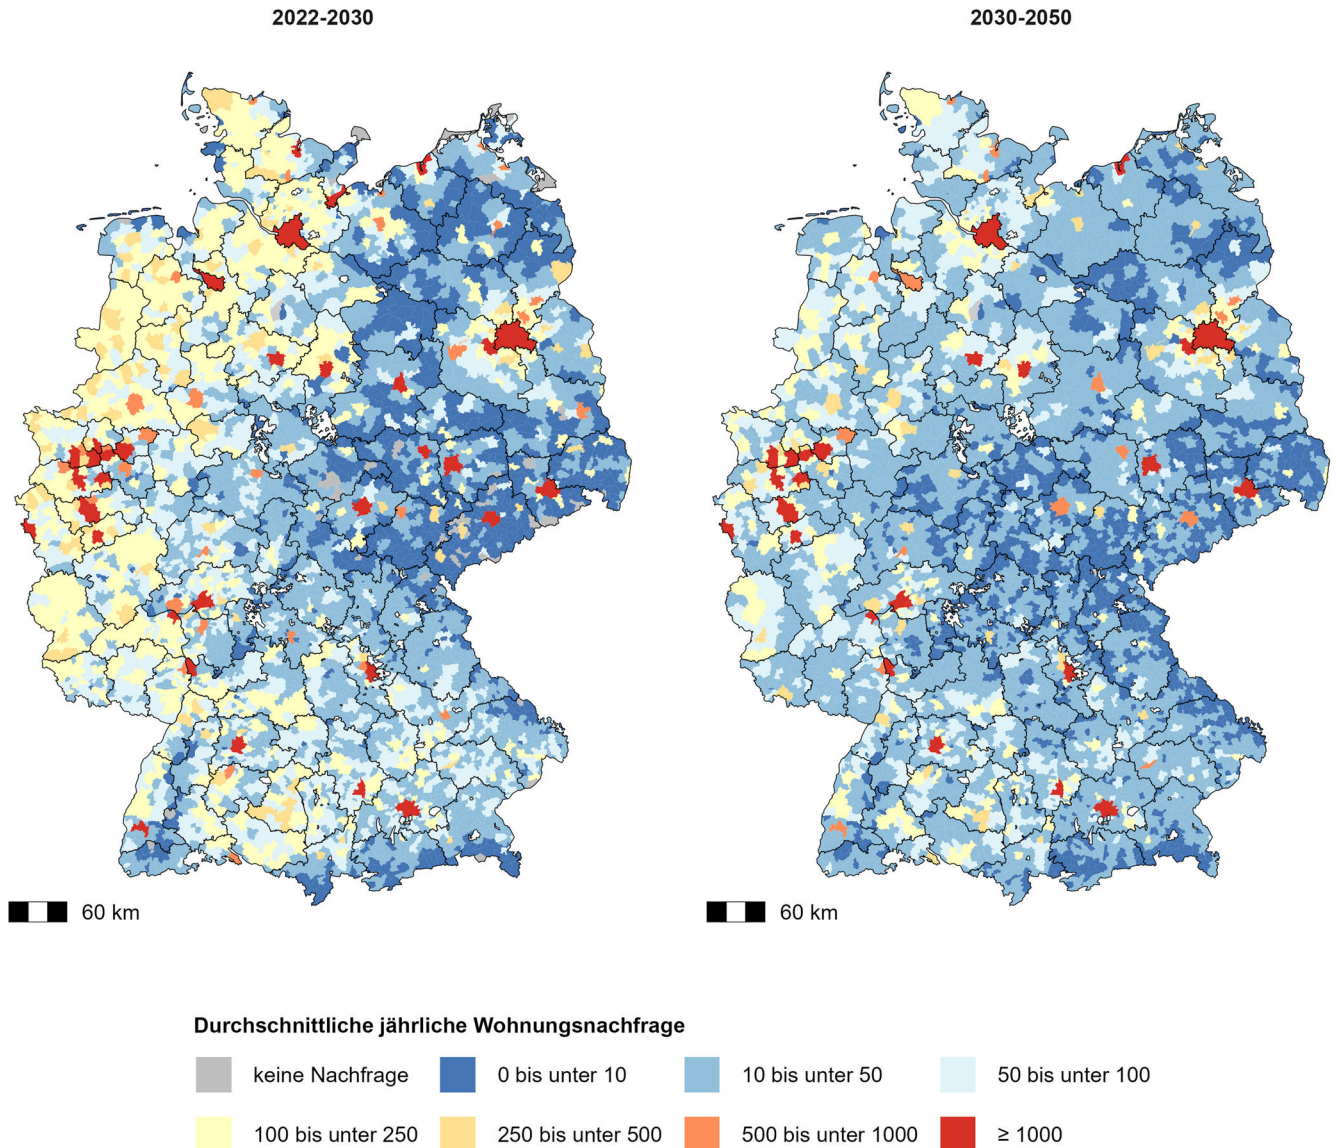 2022-2030 2030-2050
60 km 60 km
Durchschnittliche jährliche Wohnungsnachfrage
keine Nachfrage 0 bis unter 10 10 bis unter 50 50 bis unter 100
100 bis unter 250 250 bis unter 500 500 bis unter 1000 ≥ 1000